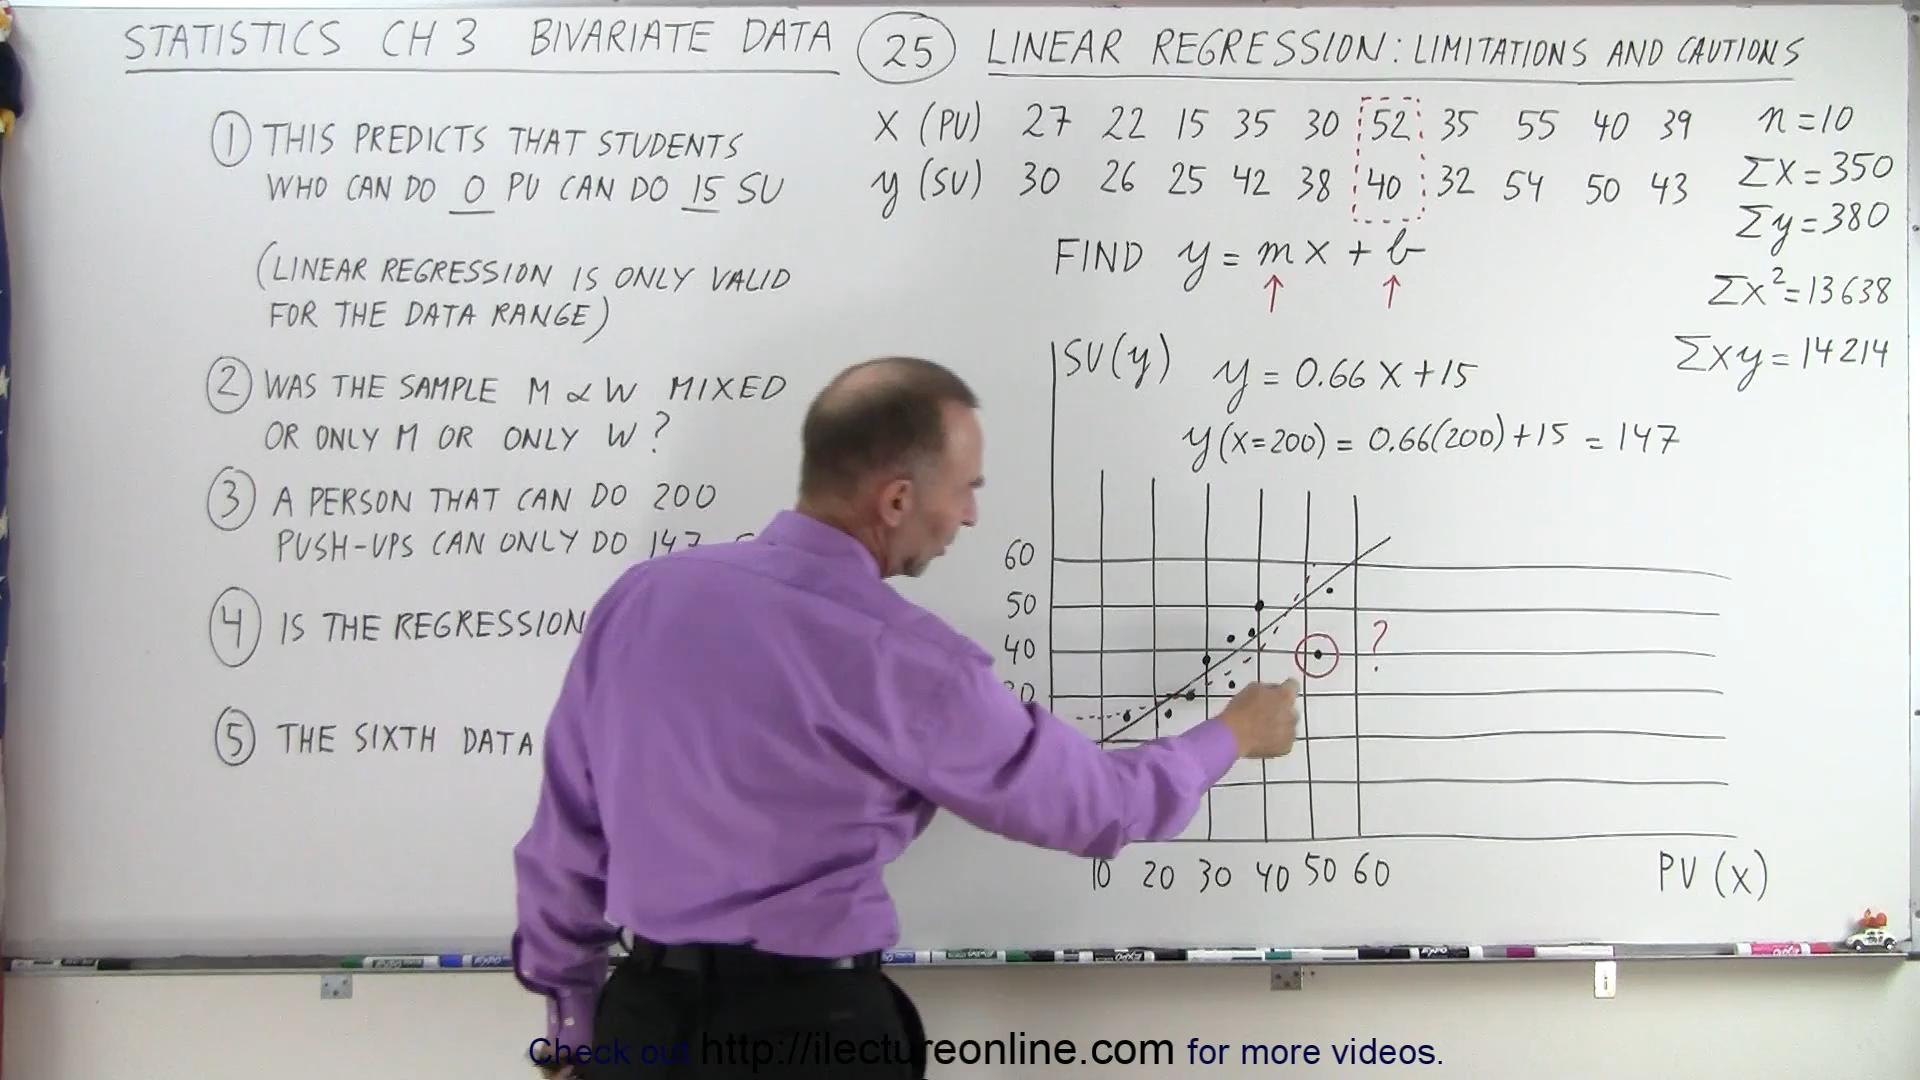 STATISTICS CH 3 BIVARIATE DATA 25 LINEAR REGRESSION: LIMITATIONS AND CAUTIONS
1 THIS PREDICTS THAT STUDENTS
WHO CAN DO 0 PU CAN DO 15 SU
(LINEAR REGRESSION IS ONLY VALID
FOR THE DATA RANGE)
2 WAS THE SAMPLE M & W MIXED
OR ONLY M OR ONLY W?
3 A PERSON THAT CAN DO 200
PUSH-UPS CAN ONLY DO 147
4 IS THE REGRESSION
5 THE SIXTH DATA
X (PU) 27 22 15 35 30 52 35 55 40 39
y (SU) 30 26 25 42 38 40 32 54 50 43
n=10
ΣX=350
Σy=380
Σx²=13638
Σxy=14214
FIND y = mx + b
SU(y)
y = 0.66X+15
y(x=200) = 0.66(200)+15 = 147
60
50
40
?
10 20 30 40 50 60 PU (X)
Check out http://ilectureonline.com for more videos.